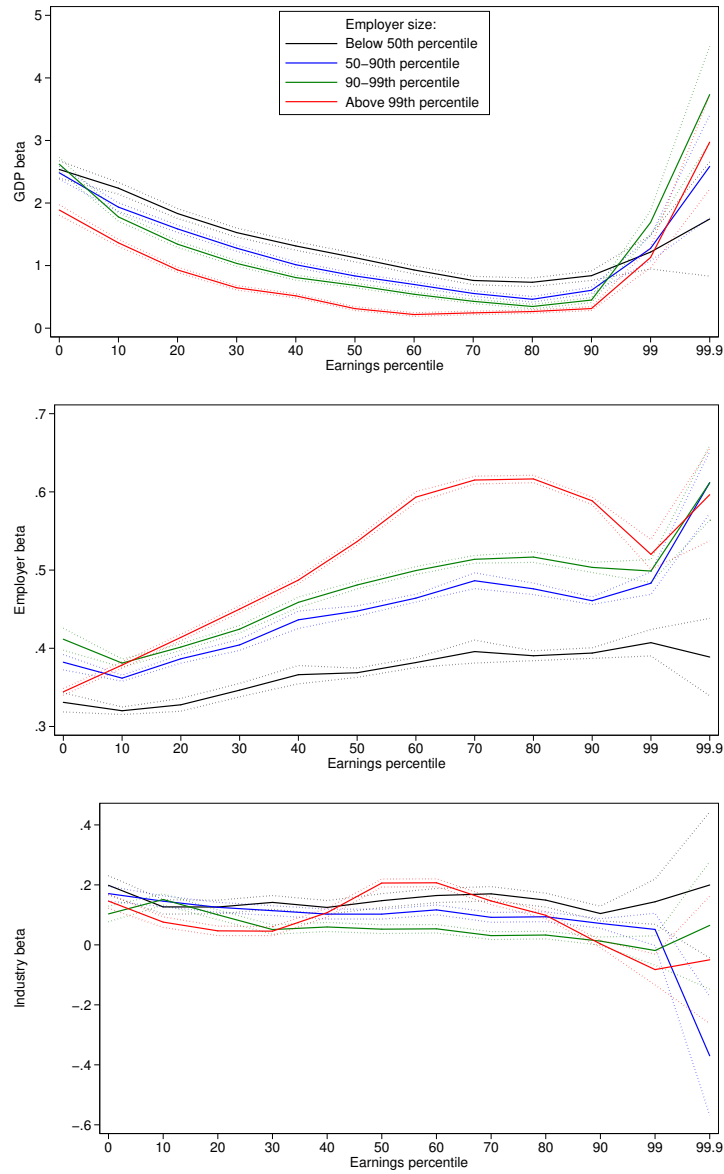 Employer size:
Below 50th percentile
50−90th percentile
90−99th percentile
Above 99th percentile
GDP beta
5
4
3
2
1
0
0 10 20 30 40 50 60 70 80 90 99 99.9
Earnings percentile
Employer beta
.7
.6
.5
.4
.3
0 10 20 30 40 50 60 70 80 90 99 99.9
Earnings percentile
Industry beta
.4
.2
0
−.2
−.4
−.6
0 10 20 30 40 50 60 70 80 90 99 99.9
Earnings percentile